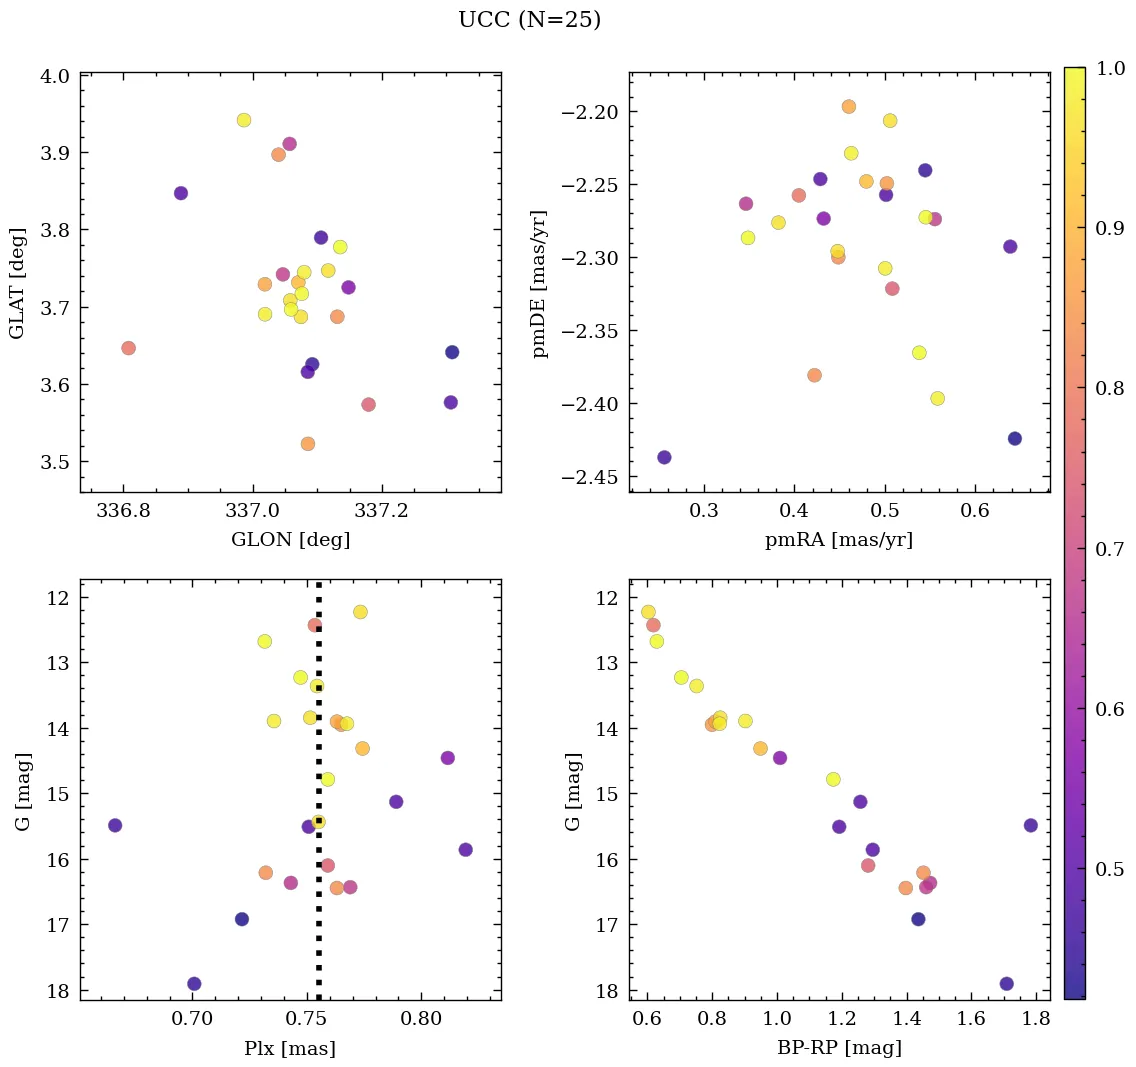 UCC (N=25)
4.0
3.9
3.8
3.7
3.6
3.5
GLAT [deg]
336.8 337.0 337.2
GLON [deg]
−2.20
−2.25
−2.30
−2.35
−2.40
−2.45
pmDE [mas/yr]
0.3 0.4 0.5 0.6
pmRA [mas/yr]
12
13
14
15
16
17
18
G [mag]
0.70 0.75 0.80
Plx [mas]
12
13
14
15
16
17
18
G [mag]
0.6 0.8 1.0 1.2 1.4 1.6 1.8
BP-RP [mag]
1.0
0.9
0.8
0.7
0.6
0.5